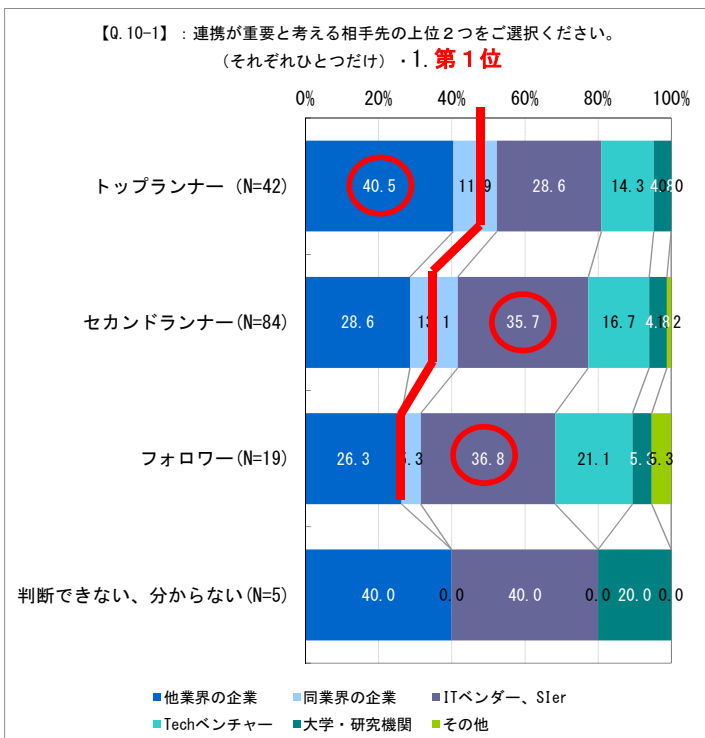 【Q.10-1】：連携が重要と考える相手先の上位２つをご選択ください。
（それぞれひとつだけ）・1. 第１位
0% 20% 40% 60% 80% 100%
トップランナー (N=42) 40.5 28.6 14.3
セカンドランナー(N=84) 28.6 35.7 16.7 4.8
フォロワー(N=19) 26.3 36.8 21.1 5.3
判断できない、分からない(N=5) 40.0 0.0 40.0 0.0 20.0 0.0
他業界の企業 同業界の企業 ITベンダー、SIer
Techベンチャー 大学・研究機関 その他